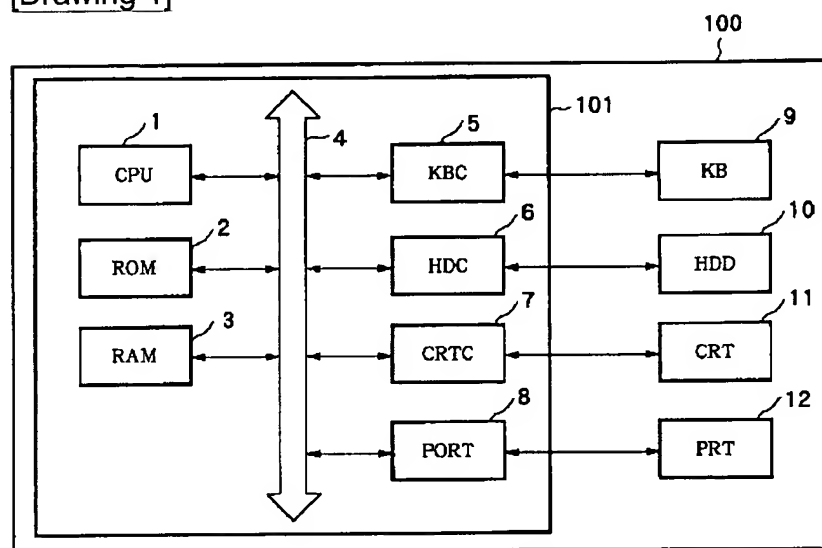 [Drawing 1]
100
101
1
CPU
4
5
KBC
9
KB
2
ROM
6
HDC
10
HDD
3
RAM
7
CRTC
11
CRT
8
PORT
12
PRT